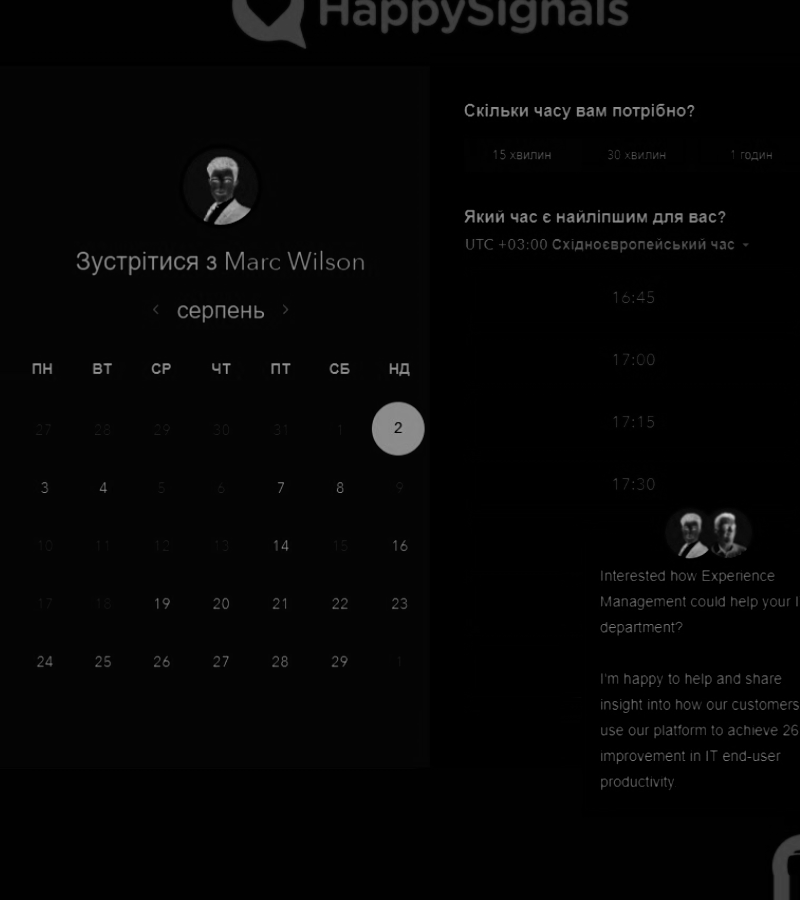 HappySignals
Зустрітися з Marc Wilson
серпень
ПН ВТ СР ЧТ ПТ СБ НД
27 28 29 30 31 1 2
3 4 5 6 7 8 9
10 11 12 13 14 15 16
17 18 19 20 21 22 23
24 25 26 27 28 29 1
Скільки часу вам потрібно?
15 хвилин 30 хвилин 1 годин
Який час є найліпшим для вас?
UTC +03:00 Східноєвропейський час
16:45
17:00
17:15
17:30
Interested how Experience
Management could help your I
department?
I'm happy to help and share
insight into how our customers
use our platform to achieve 26
improvement in IT end-user
productivity